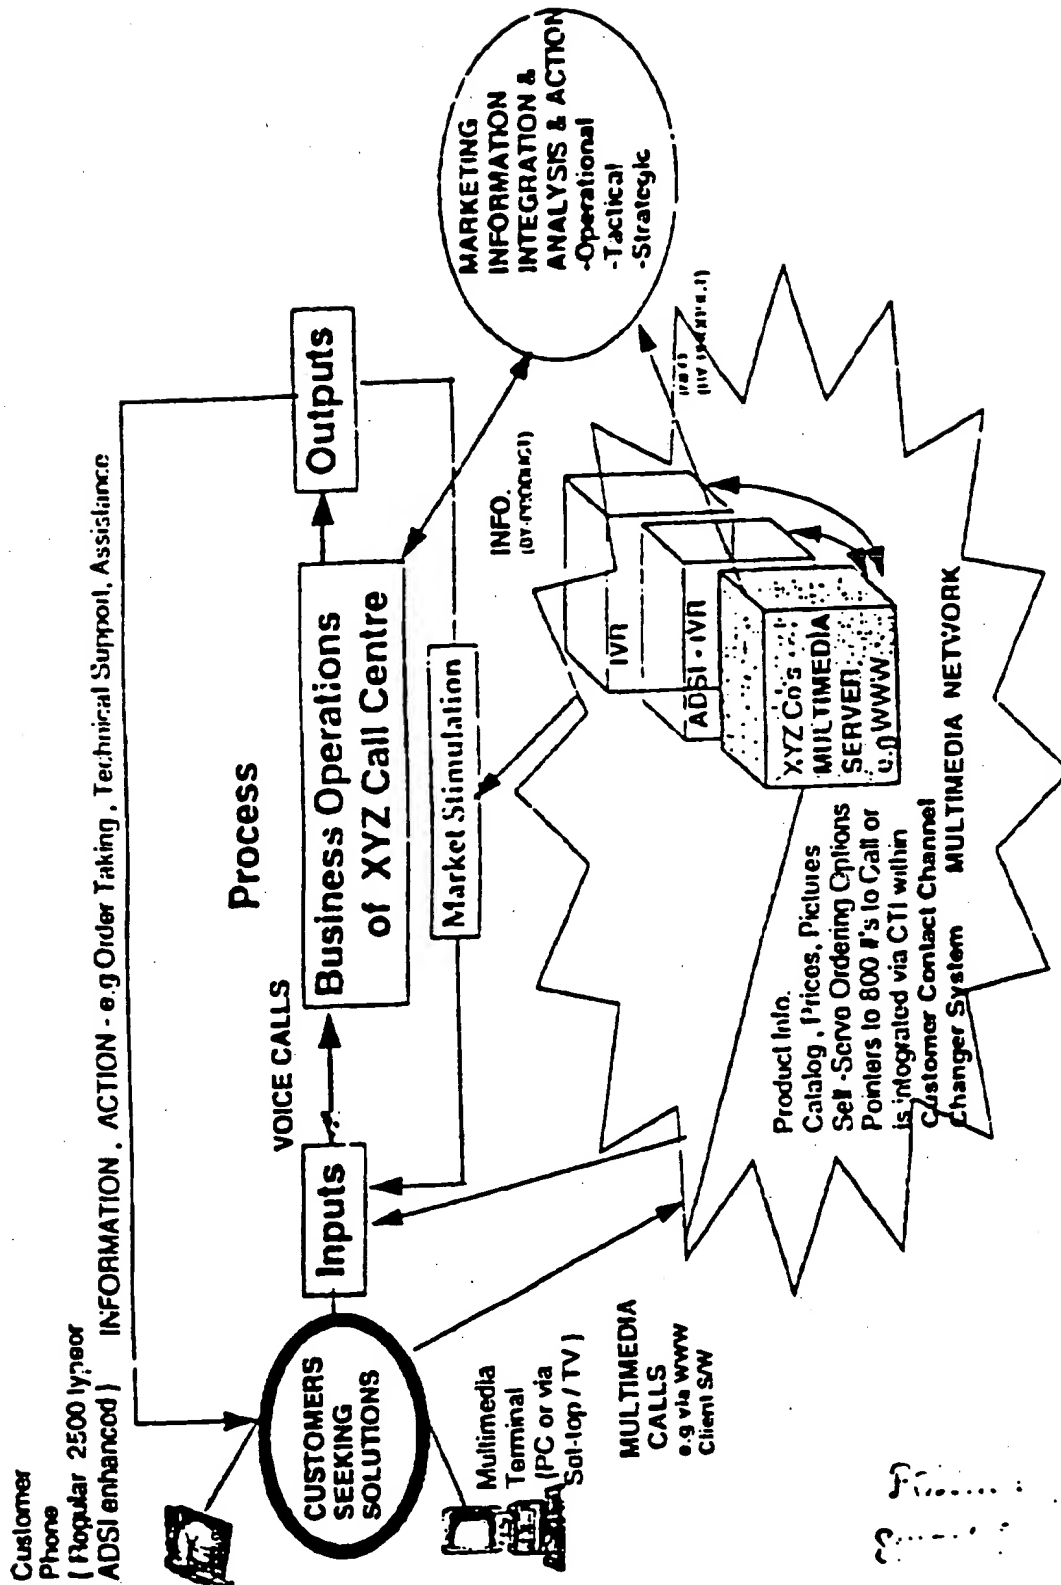 Customer
Phone
( Regular 2500 type or
ADSI enhanced )
INFORMATION , ACTION - e.g Order Taking , Technical Support, Assistance
CUSTOMERS
SEEKING
SOLUTIONS
Multimedia
Terminal
(PC or via
Set-top / TV )
MULTIMEDIA
CALLS
e.g via WWW
Client S/W
Inputs
VOICE CALLS
Process
Business Operations
of XYZ Call Centre
Market Stimulation
Outputs
INFO.
(BY-PRODUCT)
MARKETING
INFORMATION
INTEGRATION &
ANALYSIS & ACTION
-Operational
-Tactical
-Strategic
IVR
ADSI - IVR
XYZ Co's
MULTIMEDIA
SERVER
e.g WWW
Product Info.
Catalog , Prices, Pictures
Self -Serve Ordering Options
Pointers to 800 #'s to Call or
is integrated via CTI within
Customer Contact Channel
Changer System
MULTIMEDIA NETWORK